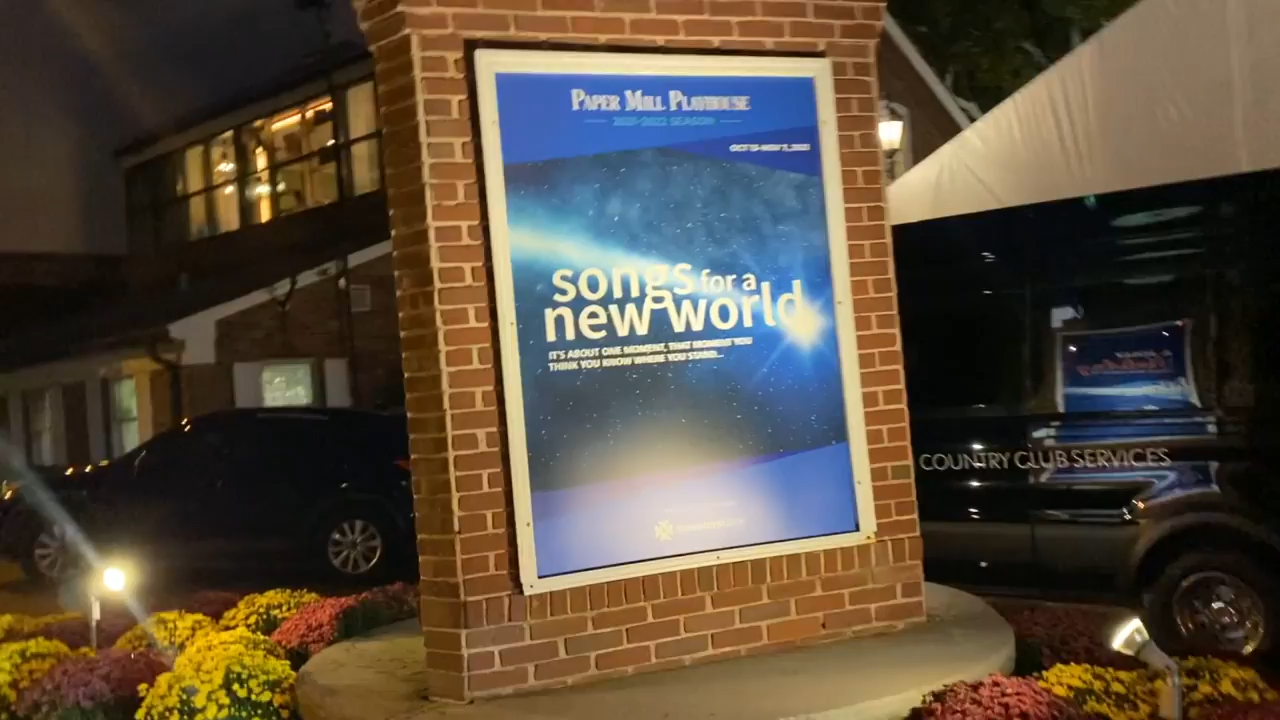 PAPER MILL PLAYHOUSE
2021-2022 SEASON
songs for a
new world
IT'S ABOUT ONE MOMENT, THAT MOMENT YOU
THINK YOU KNOW WHERE YOU STAND...
COUNTRY CLUB SERVICES